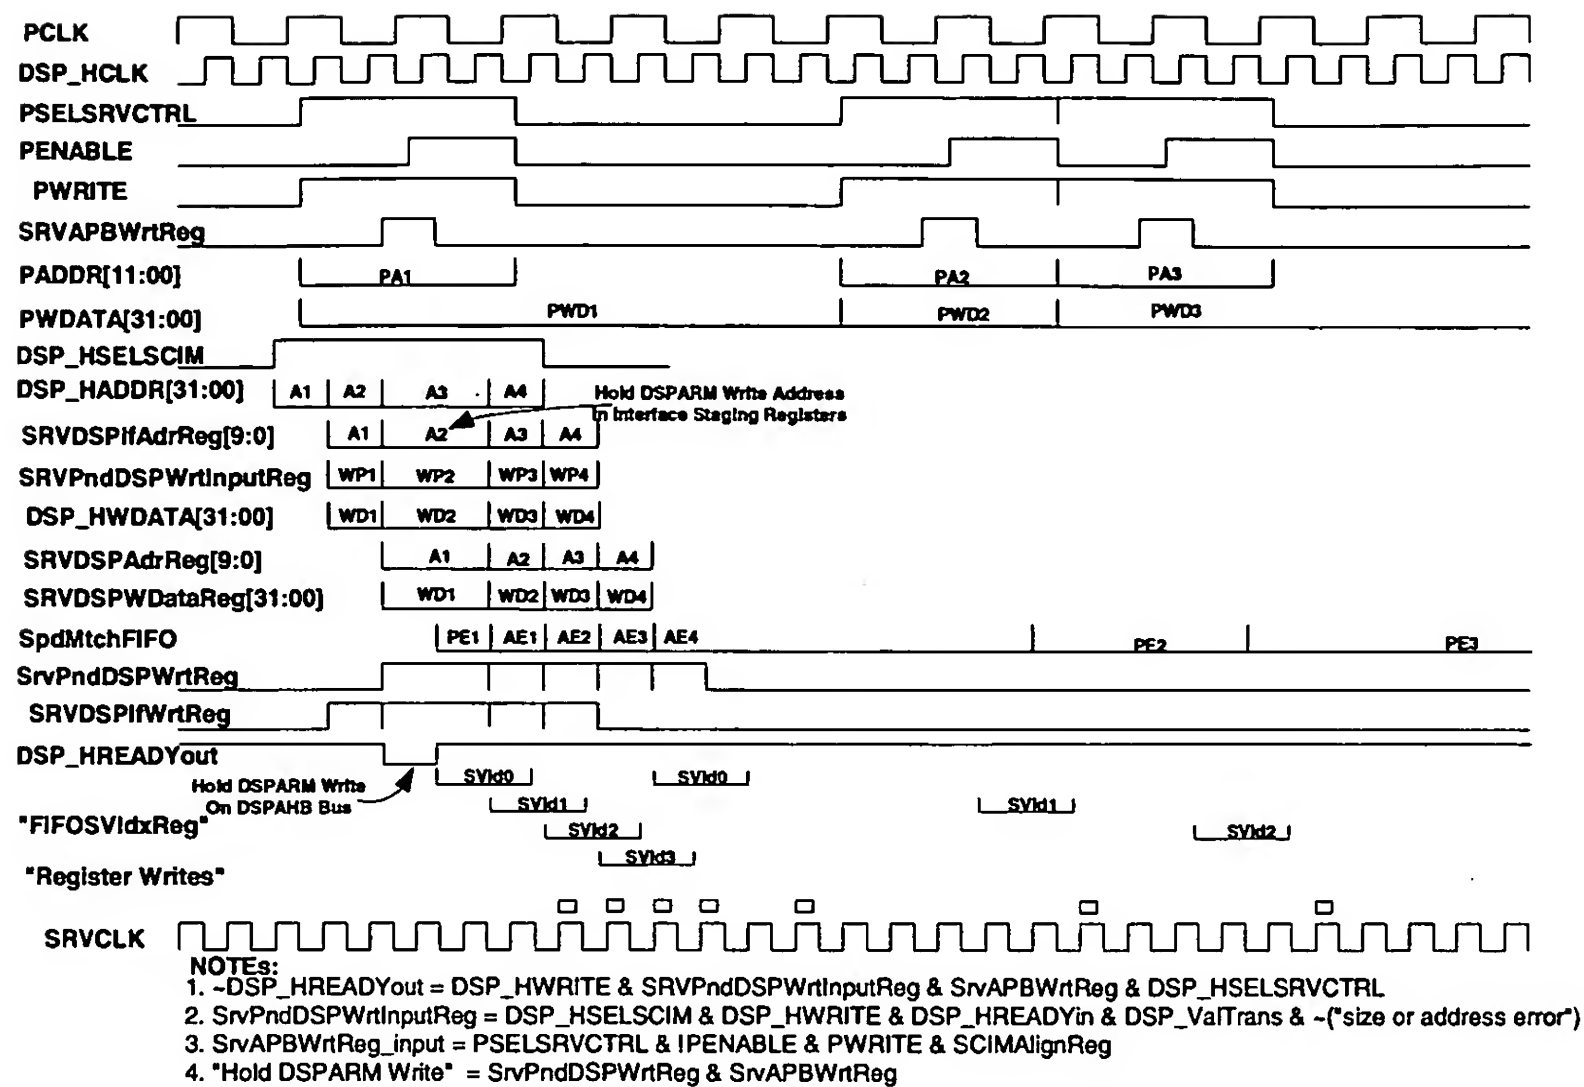 PCLK
DSP_HCLK
PSELSRVCTRL
PENABLE
PWRITE
SRVAPBWrtReg
PADDR[11:00] PA1 PA2 PA3
PWDATA[31:00] PWD1 PWD2 PWD3
DSP_HSELSCIM
DSP_HADDR[31:00] A1 A2 A3 A4 Hold DSPARM Write Address
In Interface Staging Registers
SRVDSPIfAdrReg[9:0] A1 A2 A3 A4
SRVPndDSPWrtInputReg WP1 WP2 WP3 WP4
DSP_HWDATA[31:00] WD1 WD2 WD3 WD4
SRVDSPAdrReg[9:0] A1 A2 A3 A4
SRVDSPWDataReg[31:00] WD1 WD2 WD3 WD4
SpdMtchFIFO PE1 AE1 AE2 AE3 AE4 PE2 PE3
SrvPndDSPWrtReg
SRVDSPIfWrtReg
DSP_HREADYout
SVId0 SVId0
Hold DSPARM Write
On DSPAHB Bus
SVId1 SVId1
"FIFOSVIdxReg" SVId2 SVId2
SVId3
"Register Writes"
SRVCLK
NOTEs:
1. ~DSP_HREADYout = DSP_HWRITE & SRVPndDSPWrtInputReg & SrvAPBWrtReg & DSP_HSELSRVCTRL
2. SrvPndDSPWrtInputReg = DSP_HSELSCIM & DSP_HWRITE & DSP_HREADYin & DSP_ValTrans & ~("size or address error")
3. SrvAPBWrtReg_input = PSELSRVCTRL & !PENABLE & PWRITE & SCIMAlignReg
4. "Hold DSPARM Write" = SrvPndDSPWrtReg & SrvAPBWrtReg